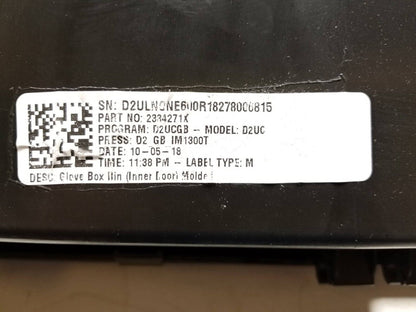 SN: D2ULNONE600R18278000815
PART NO: 2334271X
PROGRAM: D2UCGB -- MODEL: D2UC
PRESS: D2 GB IM1300T
DATE: 10-05-18
TIME: 11:38 PM -- LABEL TYPE: M
DESC: Glove Box Bin (Inner Door) Molded